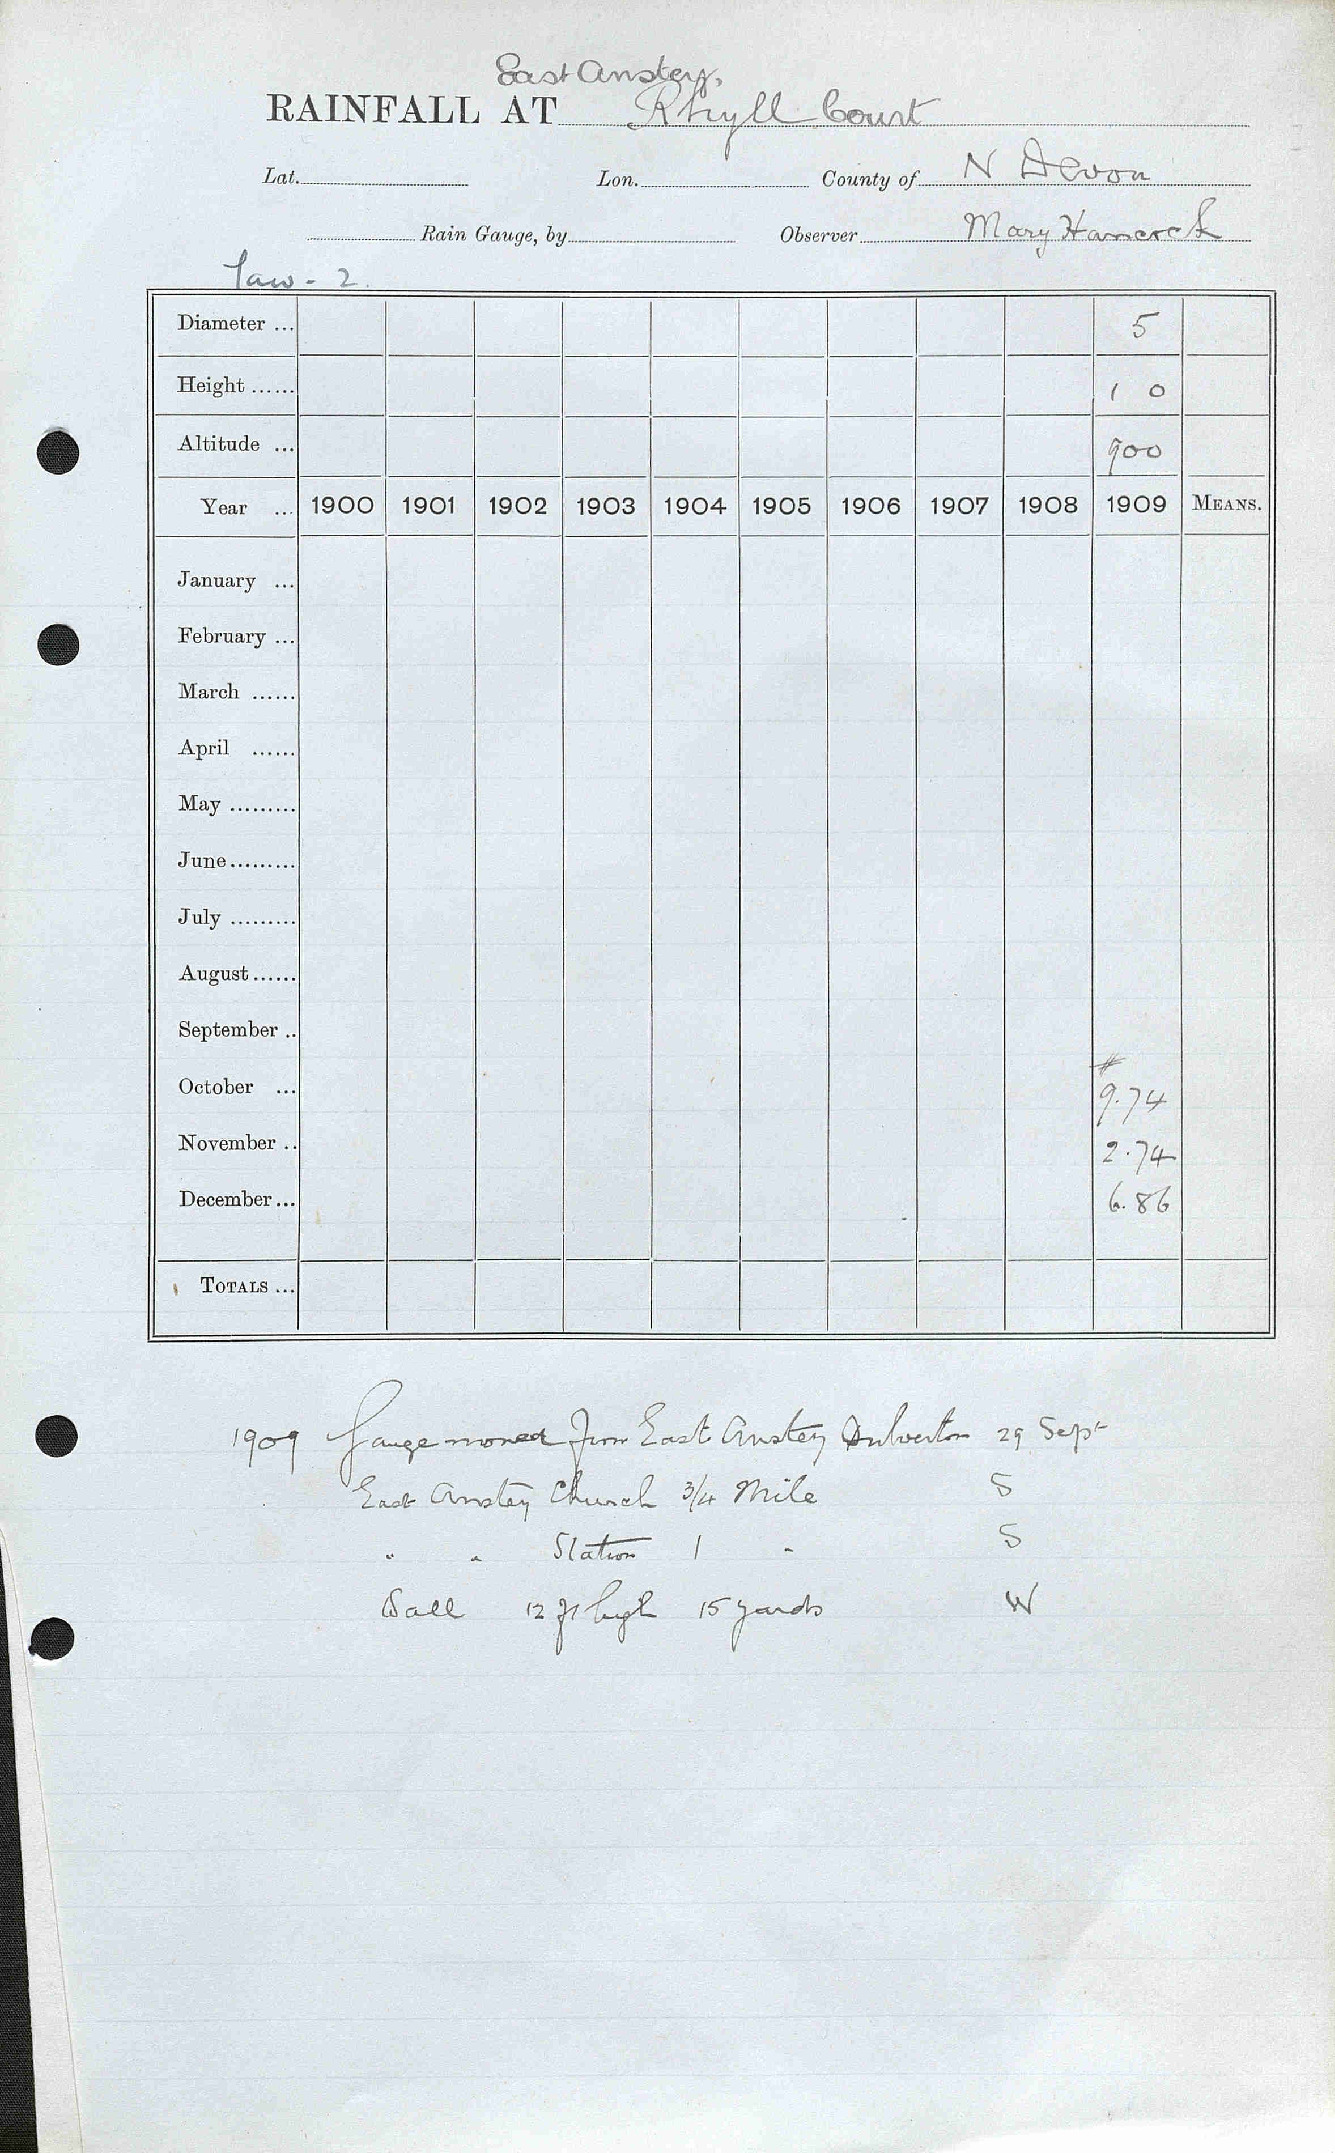 East Anstey,
RAINFALL AT Rhyll Court
Lat. Lon. County of N Devon
Rain Gauge, by Observer Mary Hancock
Taw - 2.
Diameter ... 5
Height ...... 1 0
Altitude ... 900
Year ... 1900 1901 1902 1903 1904 1905 1906 1907 1908 1909 MEANS.
January ...
February ...
March ......
April ......
May .........
June.........
July .........
August......
September ..
October ... # 9.74
November .. 2.74
December... 6.86
TOTALS ...
1909 Gauge moved from East Anstey Dulverton 29 Sept
East Anstey Church 3/4 Mile S
" " Station 1 " S
Wall 12 ft high 15 yards W